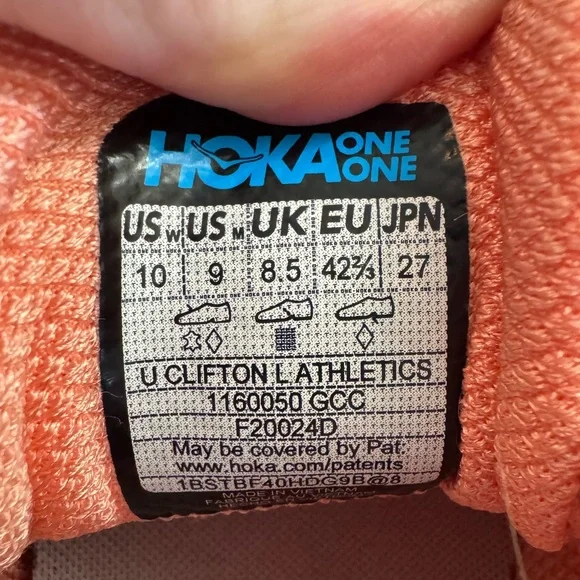 HOKA ONE ONE
US W US M UK EU JPN
10 9 8.5 42⅔ 27
U CLIFTON L ATHLETICS
1160050 GCC
F20024D
May be covered by Pat.
www.hoka.com/patents
1BSTBF40HDG9B@8
MADE IN VIETNAM